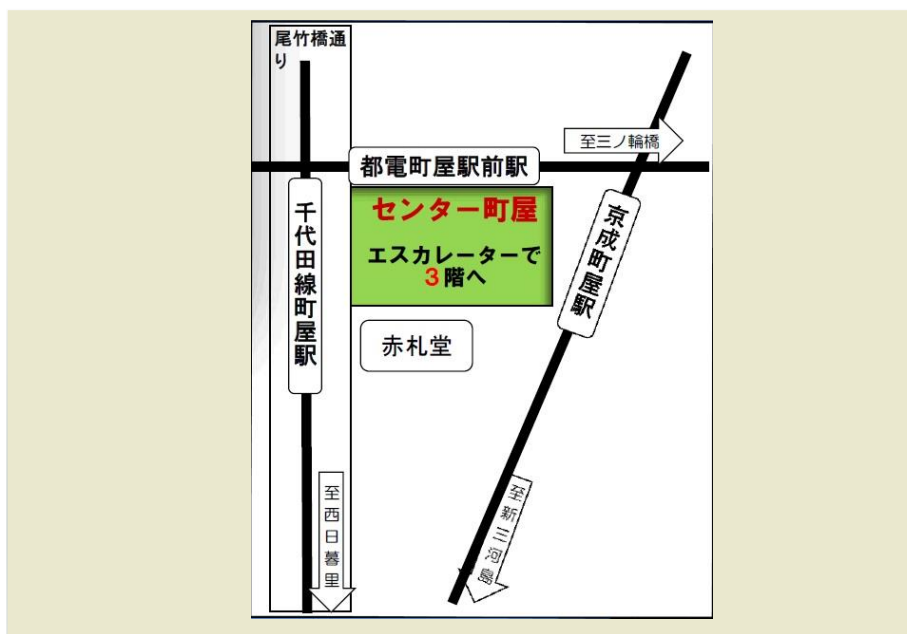 尾竹橋通
り
至三ノ輪橋
都電町屋駅前駅
センター町屋
エスカレーターで
3階へ
千代田線町屋駅
京成町屋駅
赤札堂
至西日暮里
至新三河島